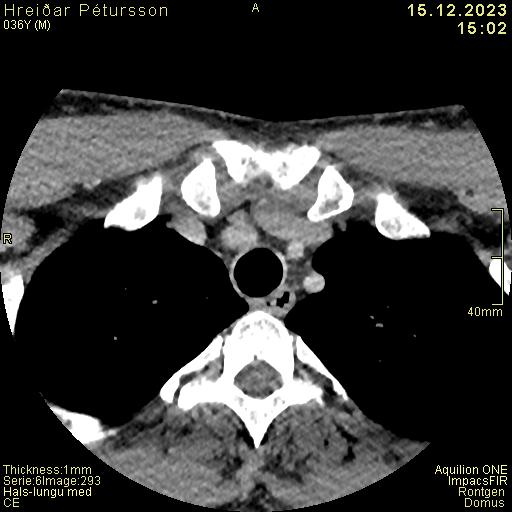 Hreiðar Pétursson
A
15.12.2023
036Y (M)
15:02
R
40mm
Thickness:1mm
Aquilion ONE
Serie:6Image:293
ImpacsFIR
Hals-lungu med
Rontgen
CE
Domus